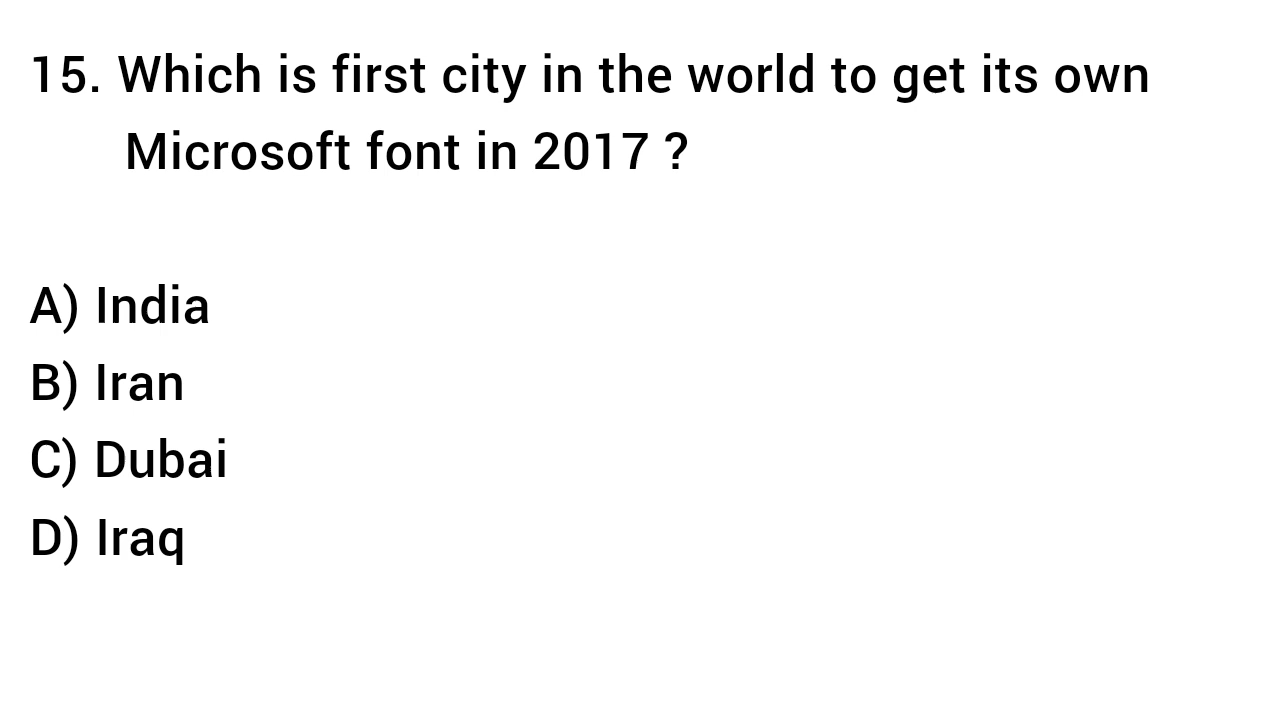 15. Which is first city in the world to get its own
Microsoft font in 2017 ?
A) India
B) Iran
C) Dubai
D) Iraq